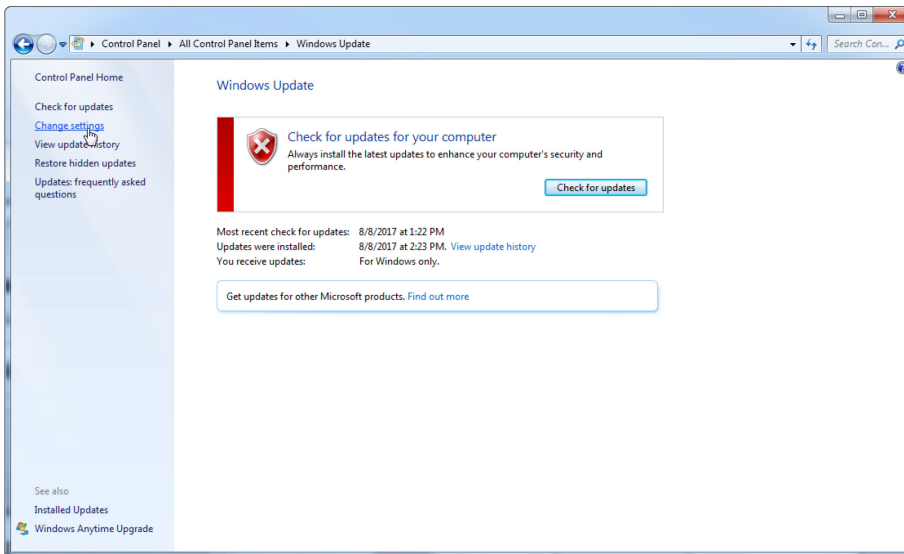 Control Panel ▸ All Control Panel Items ▸ Windows Update
Search Con...
Control Panel Home
Check for updates
Change settings
View update history
Restore hidden updates
Updates: frequently asked
questions
See also
Installed Updates
Windows Anytime Upgrade
Windows Update
Check for updates for your computer
Always install the latest updates to enhance your computer's security and
performance.
Check for updates
Most recent check for updates: 8/8/2017 at 1:22 PM
Updates were installed: 8/8/2017 at 2:23 PM. View update history
You receive updates: For Windows only.
Get updates for other Microsoft products. Find out more